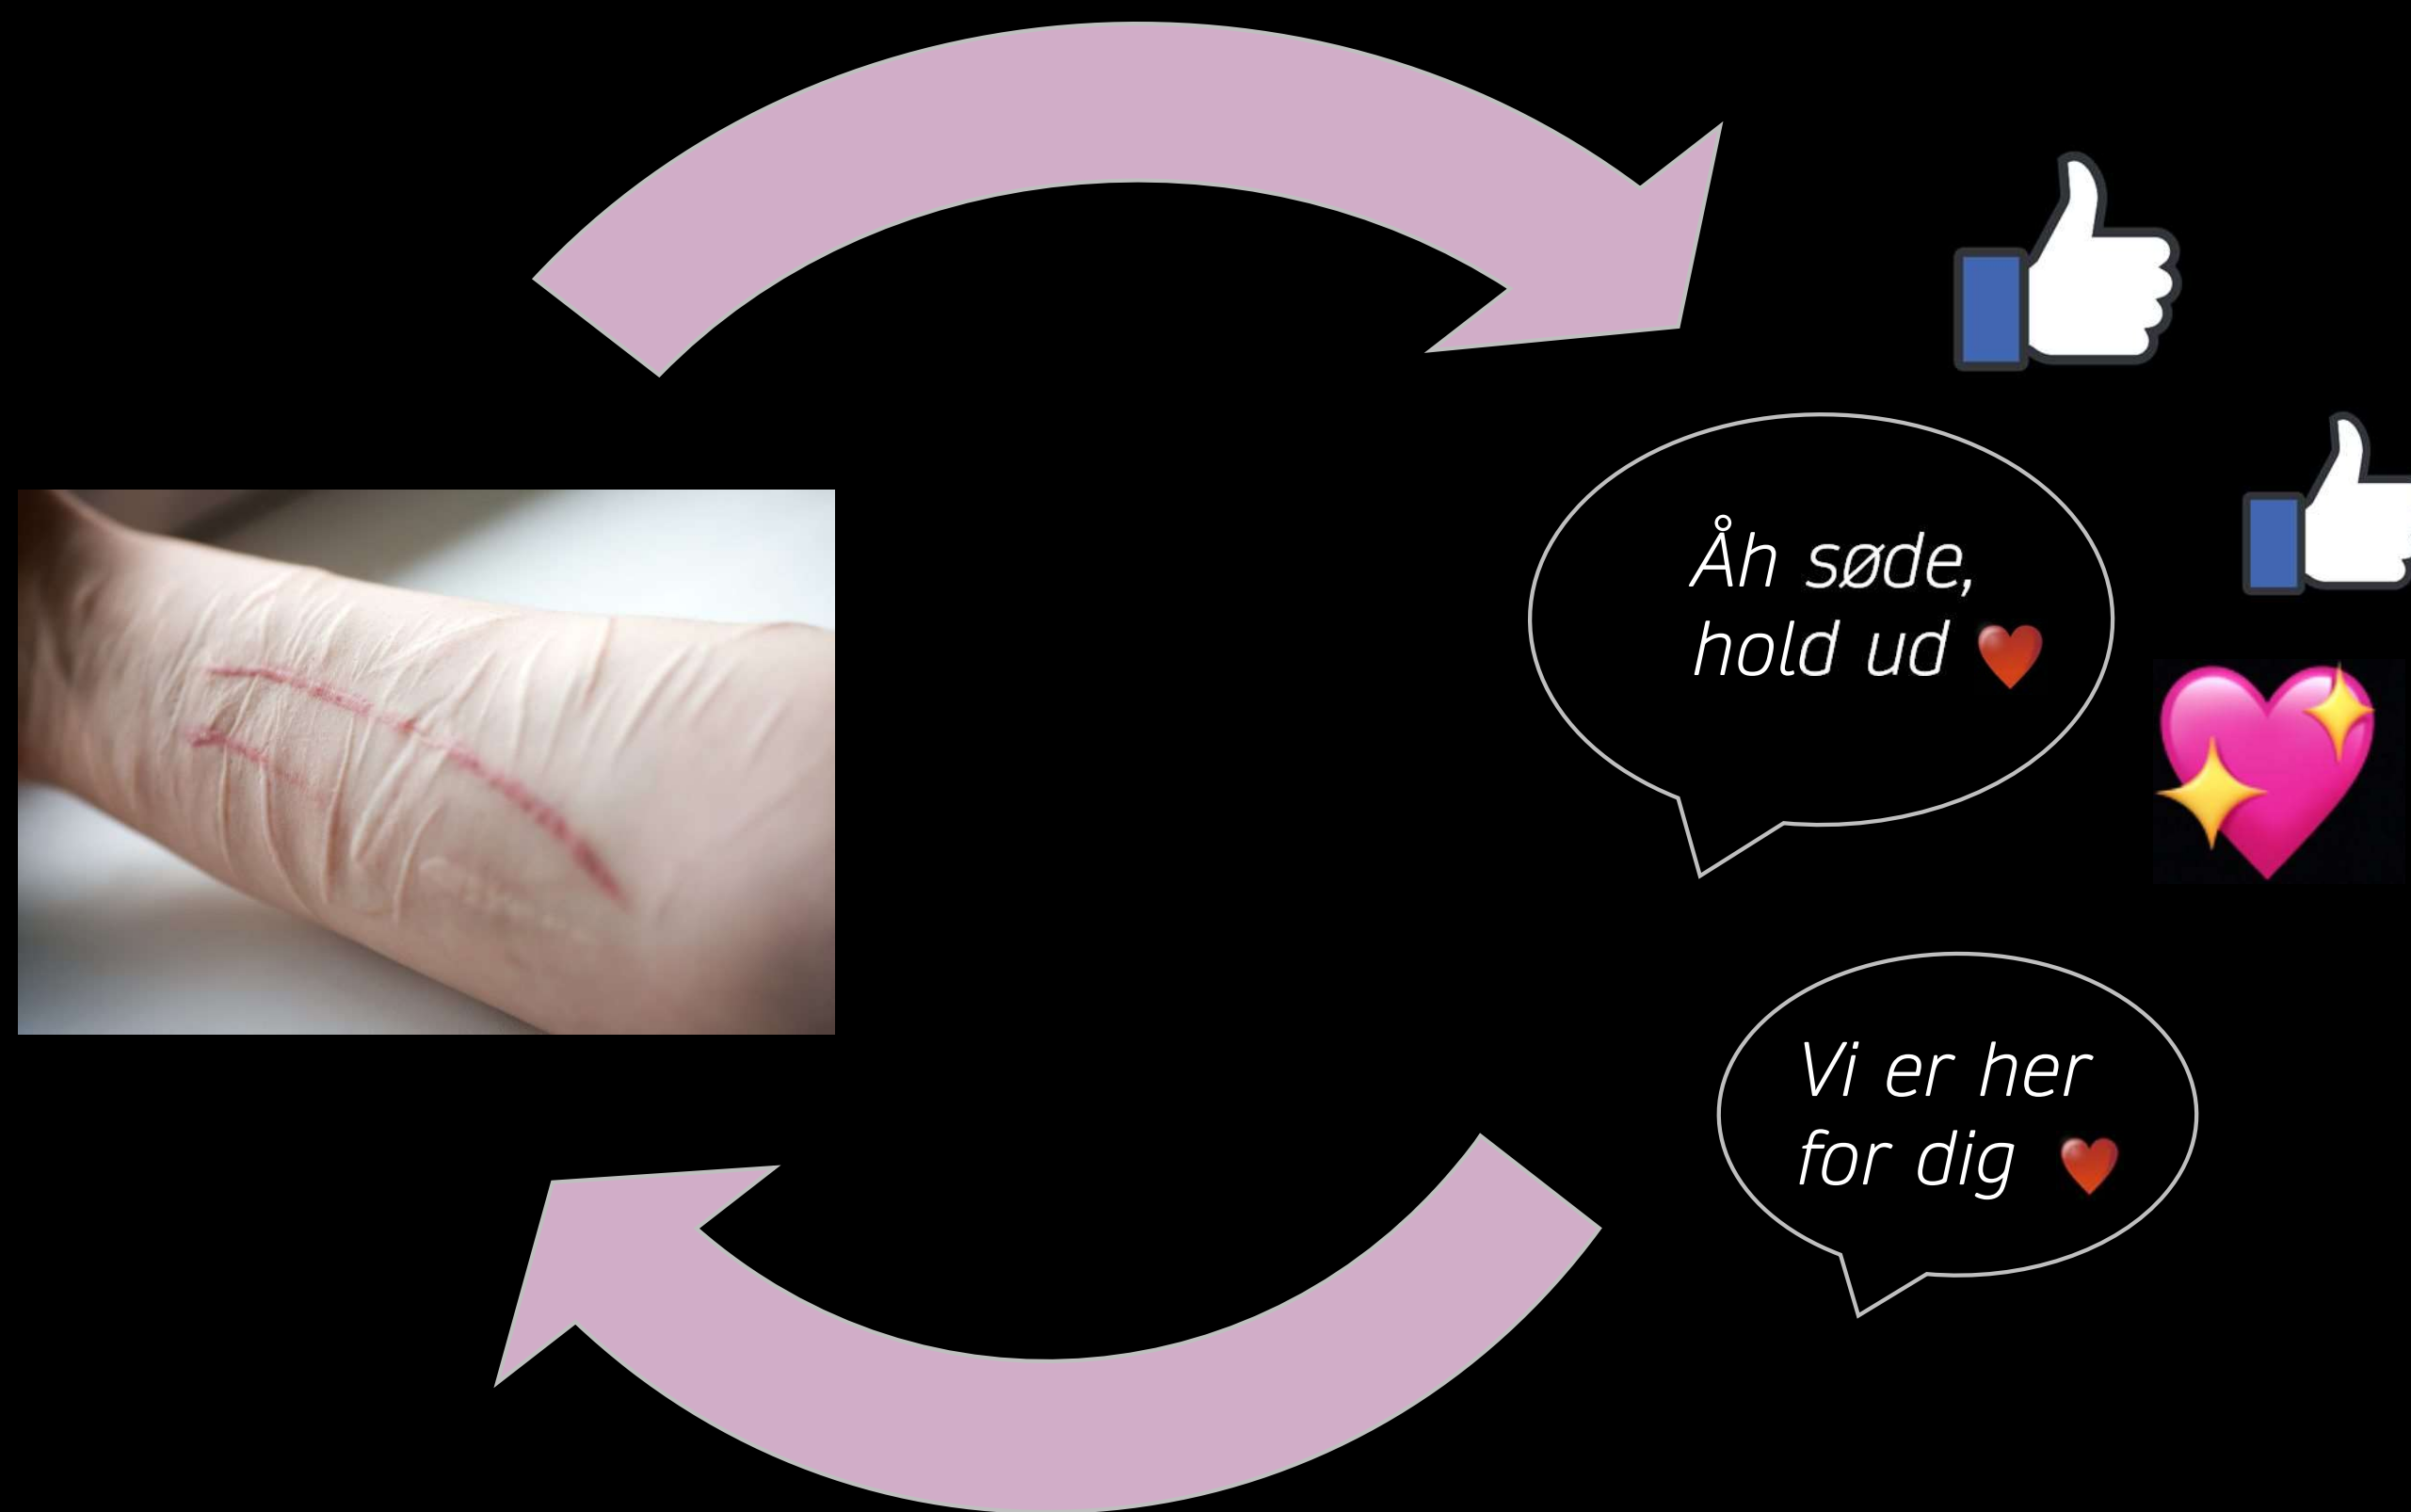 Åh søde,
hold ud ❤️
Vi er her
for dig ❤️